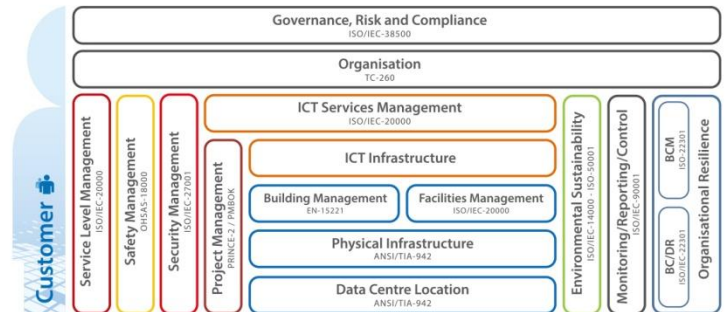 Governance, Risk and Compliance
ISO/IEC-38500
Organisation
TC-260
Customer
Service Level Management
ISO/IEC-20000
Safety Management
OHSAS-18000
Security Management
ISO/IEC-27001
ICT Services Management
ISO/IEC-20000
Project Management
PRINCE-2 / PMBOK
ICT Infrastructure
Building Management
EN-15221
Facilities Management
ISO/IEC-20000
Physical Infrastructure
ANSI/TIA-942
Data Centre Location
ANSI/TIA-942
Environmental Sustainability
ISO/IEC-14000 - ISO-50001
Monitoring/Reporting/Control
ISO/IEC-90001
BCM
ISO-22301
BC/DR
ISO/IEC-22301
Organisational Resilience